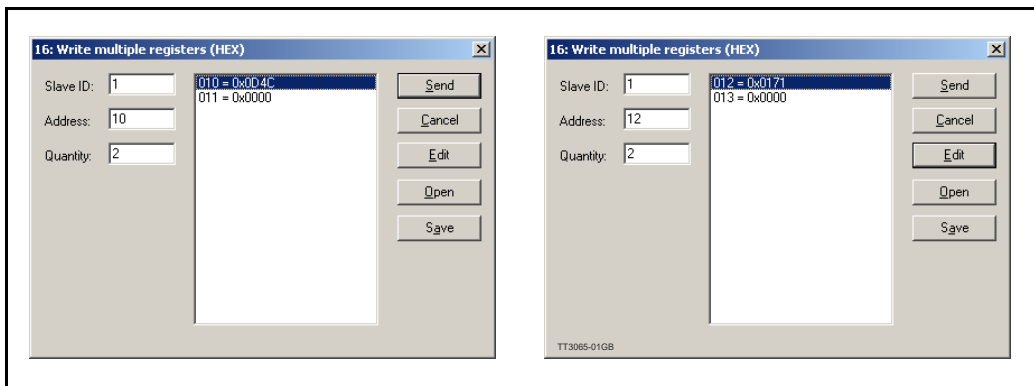 16: Write multiple registers (HEX)
Slave ID: 1
010 = 0x0D4C
011 = 0x0000
Send
Address: 10
Cancel
Quantity: 2
Edit
Open
Save
16: Write multiple registers (HEX)
Slave ID: 1
012 = 0x0171
013 = 0x0000
Send
Address: 12
Cancel
Quantity: 2
Edit
Open
Save
TT3065-01GB